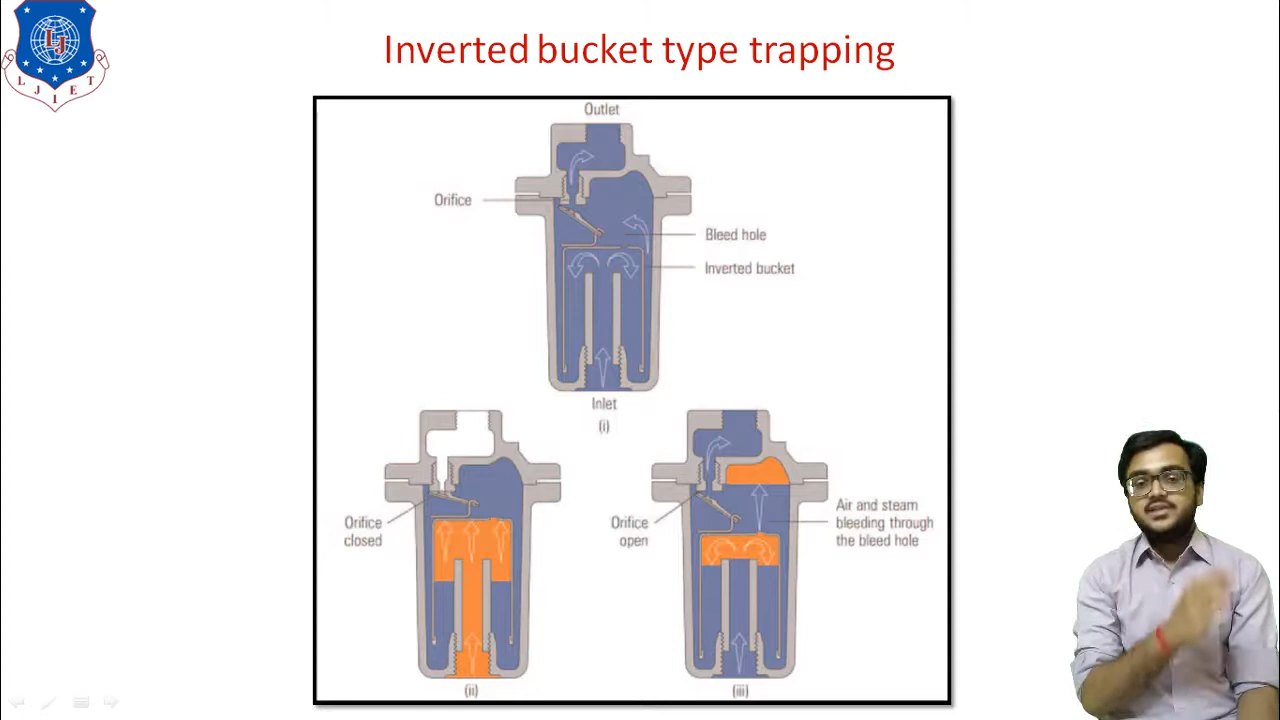 Inverted bucket type trapping
LJ
L J I E T
Outlet
Orifice
Bleed hole
Inverted bucket
Inlet
(i)
Orifice
closed
(ii)
Orifice
open
Air and steam
bleeding through
the bleed hole
(iii)